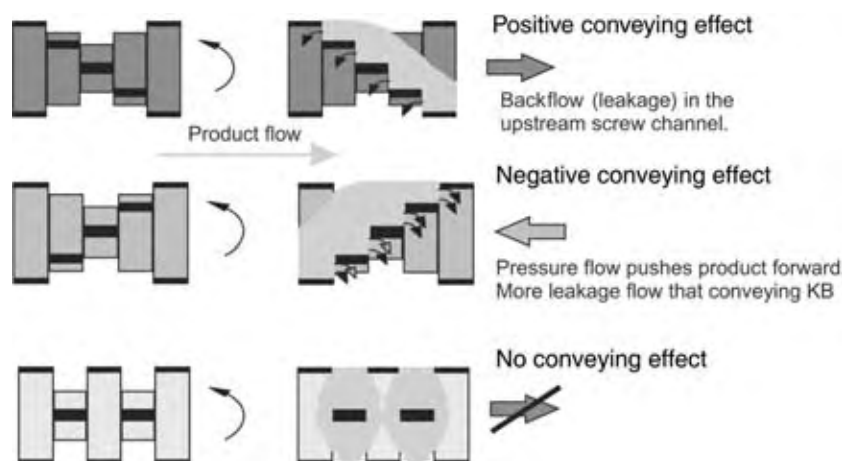 Positive conveying effect
Backflow (leakage) in the
upstream screw channel.
Product flow
Negative conveying effect
Pressure flow pushes product forward
More leakage flow that conveying KB
No conveying effect